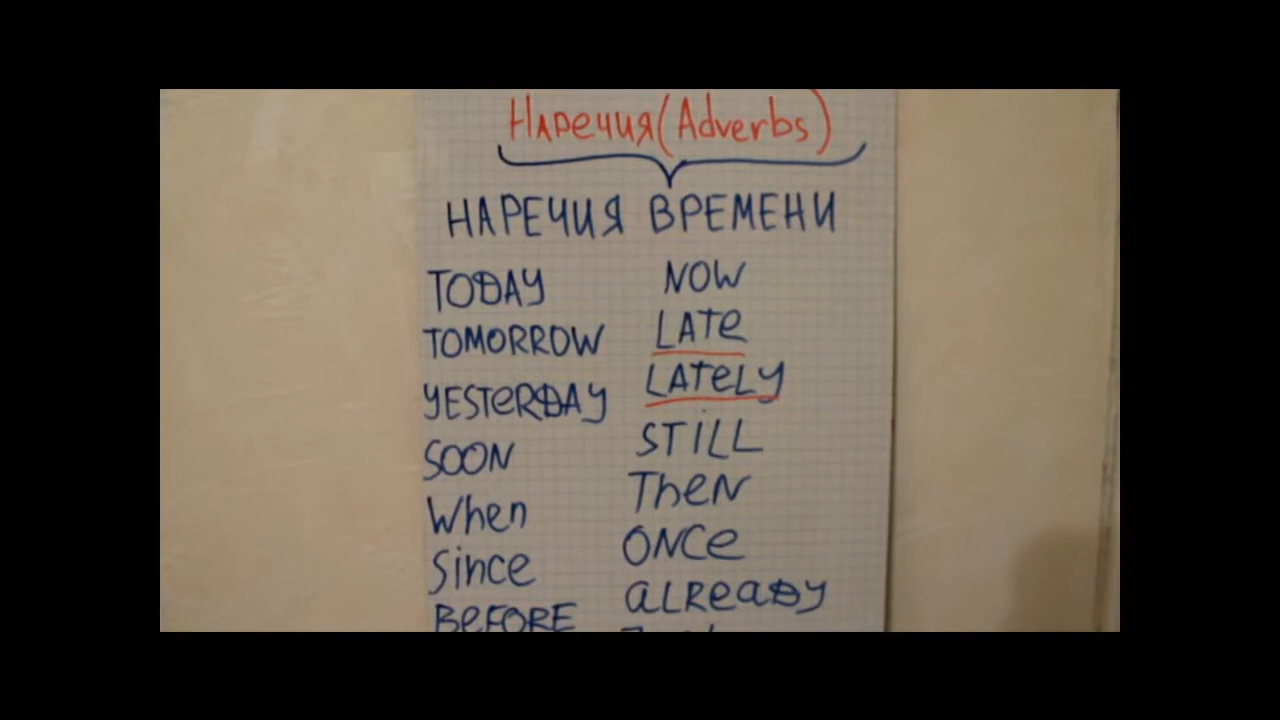 Наречия (Adverbs)
НАРЕЧИЯ ВРЕМЕНИ
TODAY
TOMORROW
YESTERDAY
SOON
When
Since
BEFORE
NOW
LATE
LATELY
STILL
Then
ONCE
ALREADY